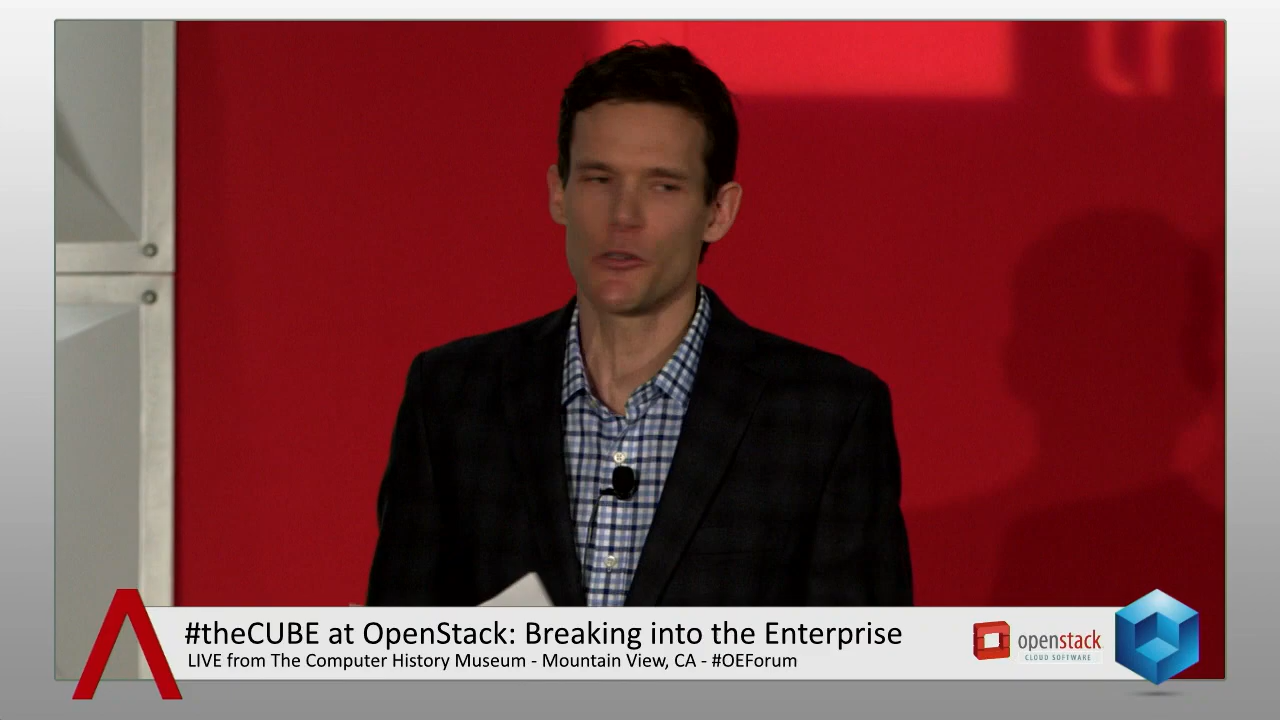 #theCUBE at OpenStack: Breaking into the Enterprise
LIVE from The Computer History Museum - Mountain View, CA - #OEForum
openstack
CLOUD SOFTWARE